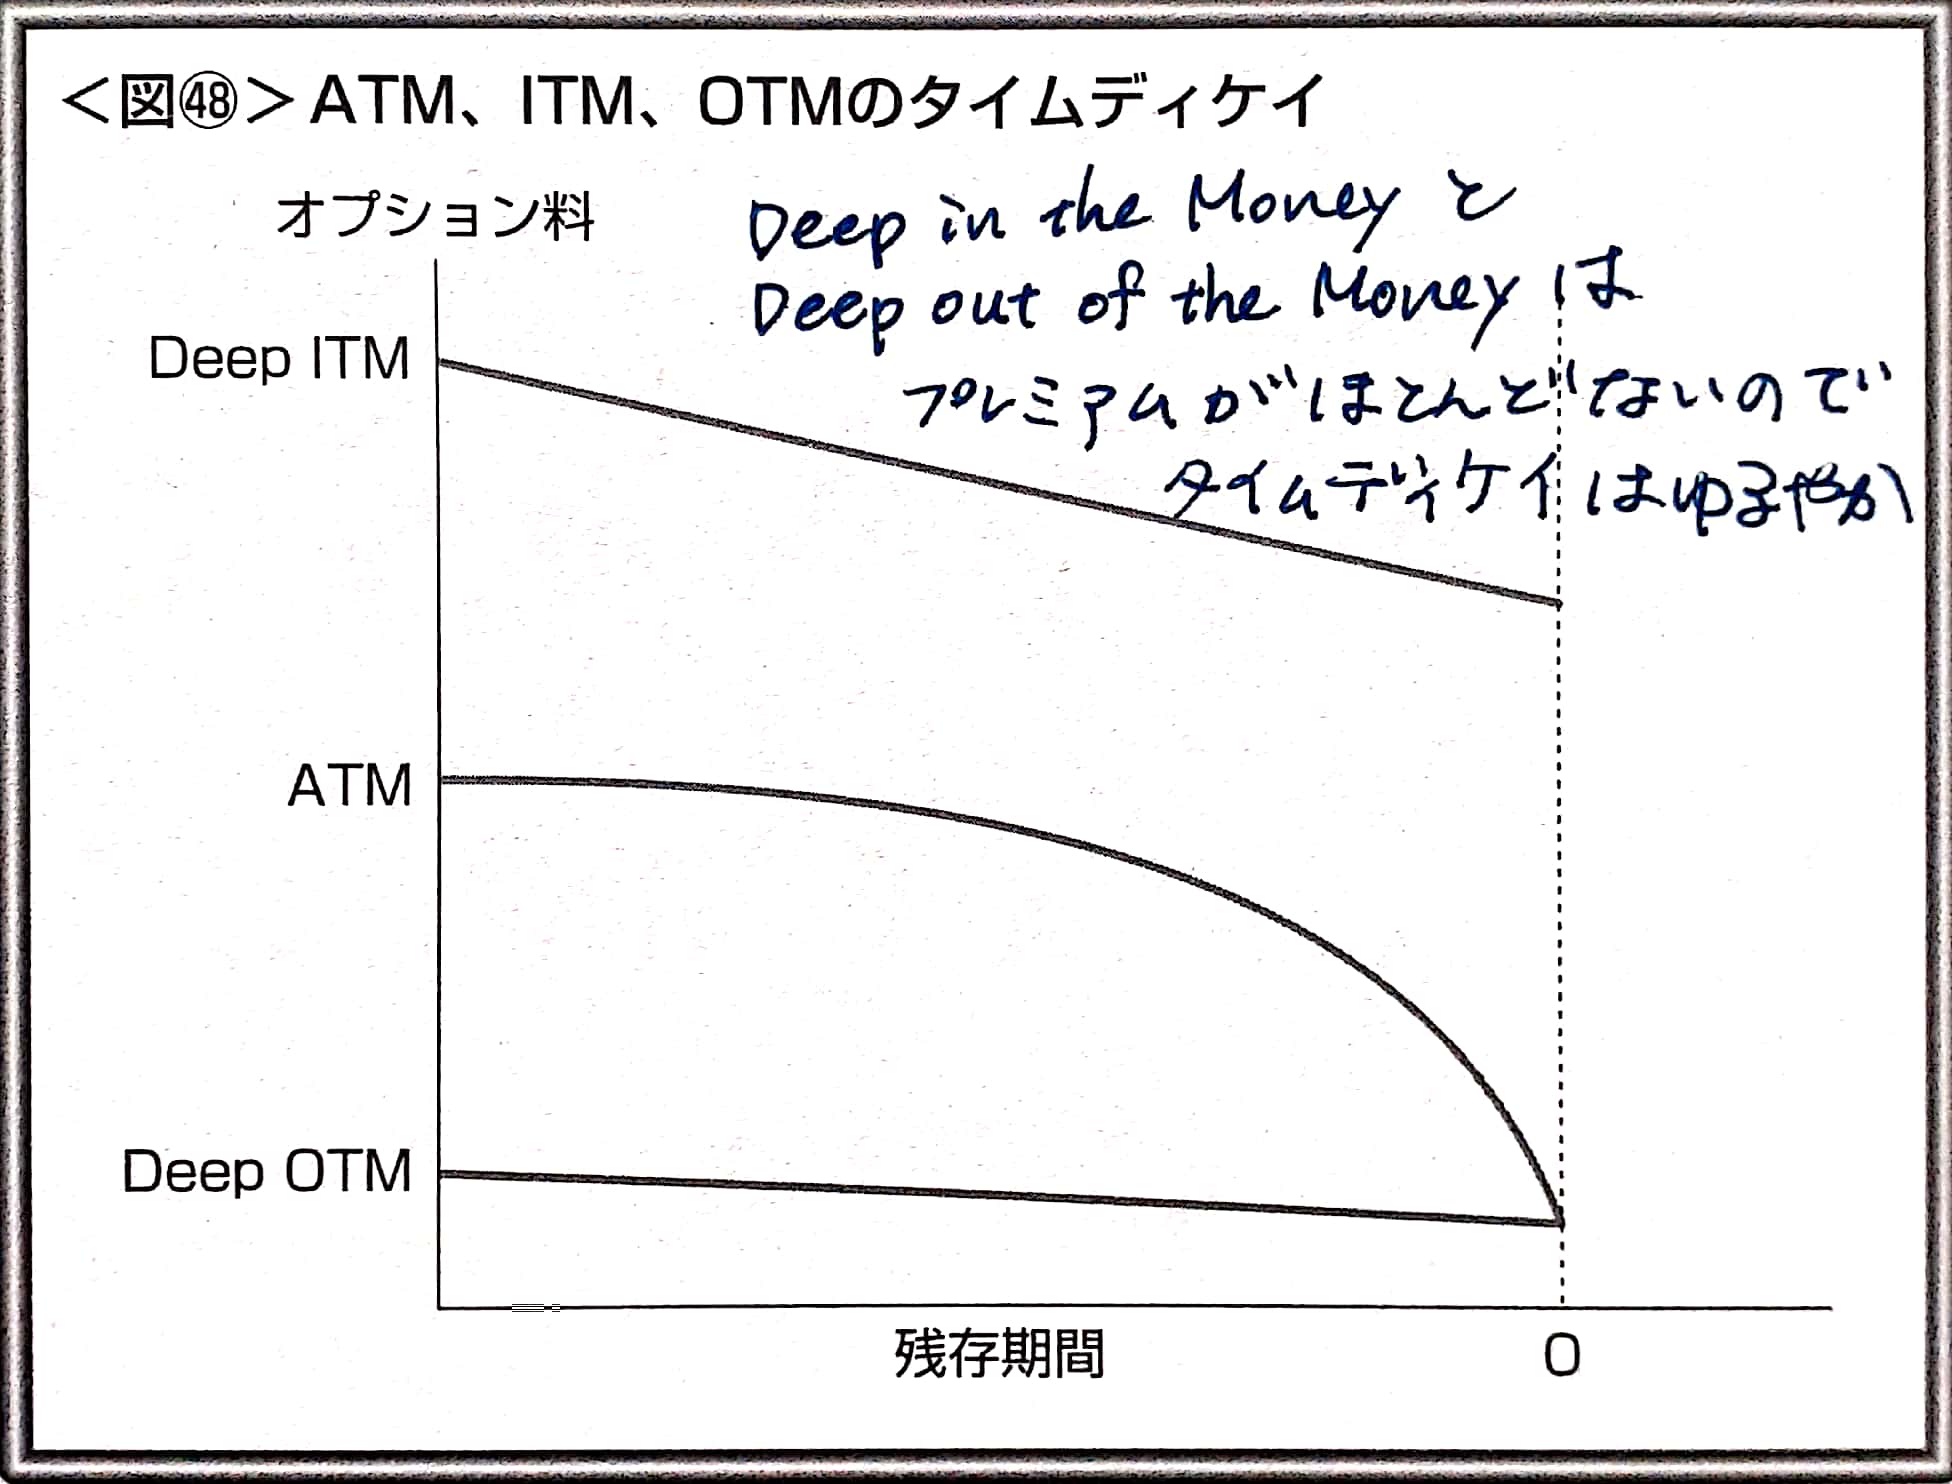 <図㊽>ATM、ITM、OTMのタイムディケイ
オプション料
Deep in the Money と
Deep out of the Money は
プレミアムがほとんどないので
タイムディケイはゆるやか
Deep ITM
ATM
Deep OTM
残存期間
0